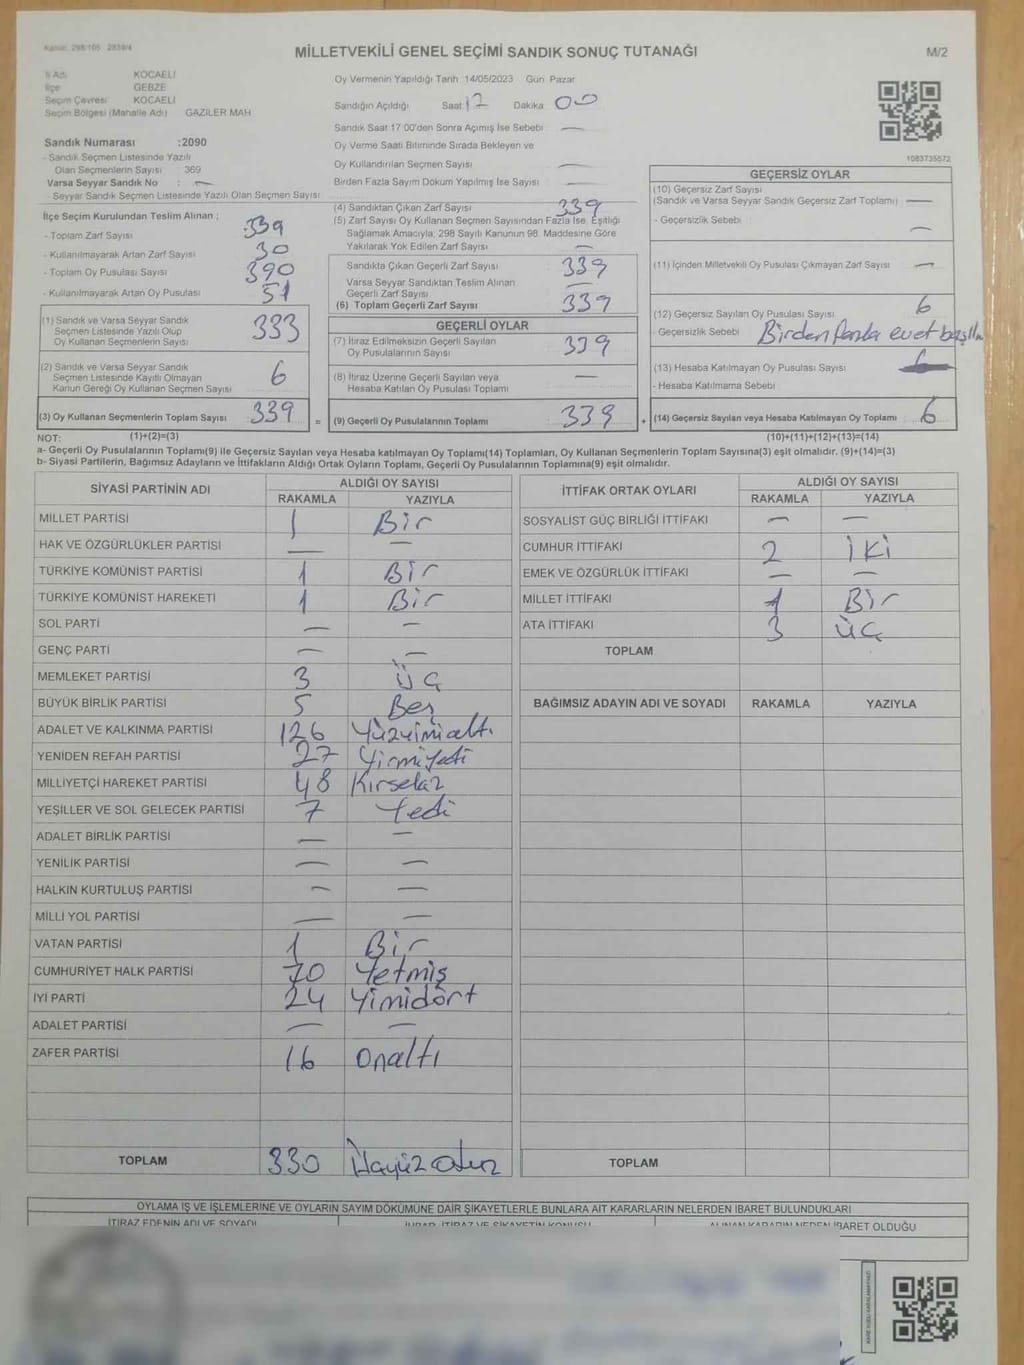 Kanun: 298/105 2839/4
MİLLETVEKİLİ GENEL SEÇİMİ SANDIK SONUÇ TUTANAĞI
M/2
İl Adı KOCAELİ
İlçe GEBZE
Seçim Çevresi KOCAELİ
Seçim Bölgesi (Mahalle Adı) GAZİLER MAH
Oy Vermenin Yapıldığı Tarih :14/05/2023 Gün Pazar
Sandığın Açıldığı Saat 17 Dakika 00
Sandık Saat 17 00'den Sonra Açımış İse Sebebi —
Oy Verme Saati Bitiminde Sırada Bekleyen ve
Oy Kullandırılan Seçmen Sayısı —
Birden Fazla Sayım Döküm Yapılmış İse Sayısı —
1083735572
Sandık Numarası :2090
- Sandık Seçmen Listesinde Yazılı
Olan Seçmenlerin Sayısı : 369
Varsa Seyyar Sandık No : —
- Seyyar Sandık Seçmen Listesinde Yazılı Olan Seçmen Sayısı
İlçe Seçim Kurulundan Teslim Alınan :
- Toplam Zarf Sayısı 339
- Kullanılmayarak Artan Zarf Sayısı 30
- Toplam Oy Pusulası Sayısı 390
- Kullanılmayarak Artan Oy Pusulası 51
(1) Sandık ve Varsa Seyyar Sandık
Seçmen Listesinde Yazılı Olup
Oy Kullanan Seçmenlerin Sayısı 333
(2) Sandık ve Varsa Seyyar Sandık
Seçmen Listesinde Kayıtlı Olmayan
Kanun Gereği Oy Kullanan Seçmen Sayısı 6
(3) Oy Kullanan Seçmenlerin Toplam Sayısı 339
(4) Sandıktan Çıkan Zarf Sayısı 339
(5) Zarf Sayısı Oy Kullanan Seçmen Sayısından Fazla İse, Eşitliği
Sağlamak Amacıyla, 298 Sayılı Kanunun 98. Maddesine Göre
Yakılarak Yok Edilen Zarf Sayısı —
Sandıkta Çıkan Geçerli Zarf Sayısı 339
Varsa Seyyar Sandıktan Teslim Alınan
Geçerli Zarf Sayısı —
(6) Toplam Geçerli Zarf Sayısı 339
GEÇERLİ OYLAR
(7) İtiraz Edilmeksizin Geçerli Sayılan
Oy Pusulalarının Sayısı 339
(8) İtiraz Üzerine Geçerli Sayılan veya
Hesaba Katılan Oy Pusulası Toplamı —
= (9) Geçerli Oy Pusulalarının Toplamı 339
GEÇERSİZ OYLAR
(10) Geçersiz Zarf Sayısı
(Sandık ve Varsa Seyyar Sandık Geçersiz Zarf Toplamı) —
- Geçersizlik Sebebi : —
(11) İçinden Milletvekili Oy Pusulası Çıkmayan Zarf Sayısı —
(12) Geçersiz Sayılan Oy Pusulası Sayısı 6
- Geçersizlik Sebebi Birden fazla evet
(13) Hesaba Katılmayan Oy Pusulası Sayısı
- Hesaba Katılmama Sebebi
+ (14) Geçersiz Sayılan veya Hesaba Katılmayan Oy Toplamı 6
NOT: (1)+(2)=(3) (10)+(11)+(12)+(13)=(14)
a- Geçerli Oy Pusulalarının Toplamı(9) ile Geçersiz Sayılan veya Hesaba Katılmayan Oy Toplamı(14) Toplamları, Oy Kullanan Seçmenlerin Toplam Sayısına(3) eşit olmalıdır. (9)+(14)=(3)
b- Siyasi Partilerin, Bağımsız Adayların ve İttifakların Aldığı Ortak Oyların Toplamı, Geçerli Oy Pusulalarının Toplamına(9) eşit olmalıdır.
SİYASİ PARTİNİN ADI ALDIĞI OY SAYISI
RAKAMLA YAZIYLA
MİLLET PARTİSİ 1 Bir
HAK VE ÖZGÜRLÜKLER PARTİSİ — —
TÜRKİYE KOMÜNİST PARTİSİ 1 Bir
TÜRKİYE KOMÜNİST HAREKETİ 1 Bir
SOL PARTİ — —
GENÇ PARTİ — —
MEMLEKET PARTİSİ 3 Üç
BÜYÜK BİRLİK PARTİSİ 5 Beş
ADALET VE KALKINMA PARTİSİ 126 Yüzyimialtı
YENİDEN REFAH PARTİSİ 27 Yirmiyedi
MİLLİYETÇİ HAREKET PARTİSİ 48 Kırsekız
YEŞİLLER VE SOL GELECEK PARTİSİ 7 Yedi
ADALET BİRLİK PARTİSİ — —
YENİLİK PARTİSİ — —
HALKIN KURTULUŞ PARTİSİ — —
MİLLİ YOL PARTİSİ — —
VATAN PARTİSİ 1 Bir
CUMHURİYET HALK PARTİSİ 70 Yetmiş
İYİ PARTİ 24 Yimidört
ADALET PARTİSİ — —
ZAFER PARTİSİ 16 Onaltı
TOPLAM 330 Üçyüz otuz
İTTİFAK ORTAK OYLARI ALDIĞI OY SAYISI
RAKAMLA YAZIYLA
SOSYALİST GÜÇ BİRLİĞİ İTTİFAKI — —
CUMHUR İTTİFAKI 2 İki
EMEK VE ÖZGÜRLÜK İTTİFAKI — —
MİLLET İTTİFAKI 1 Bir
ATA İTTİFAKI 3 Üç
TOPLAM
BAĞIMSIZ ADAYIN ADI VE SOYADI RAKAMLA YAZIYLA
TOPLAM
OYLAMA İŞ VE İŞLEMLERİNE VE OYLARIN SAYIM DÖKÜMÜNE DAİR ŞİKAYETLERLE BUNLARA AİT KARARLARIN NELERDEN İBARET BULUNDUKLARI
İTİRAZ EDENİN ADI VE SOYADI İHBAR, İTİRAZ VE ŞİKAYETİN KONUSU ALINAN KARARIN NEDEN İBARET OLDUĞU